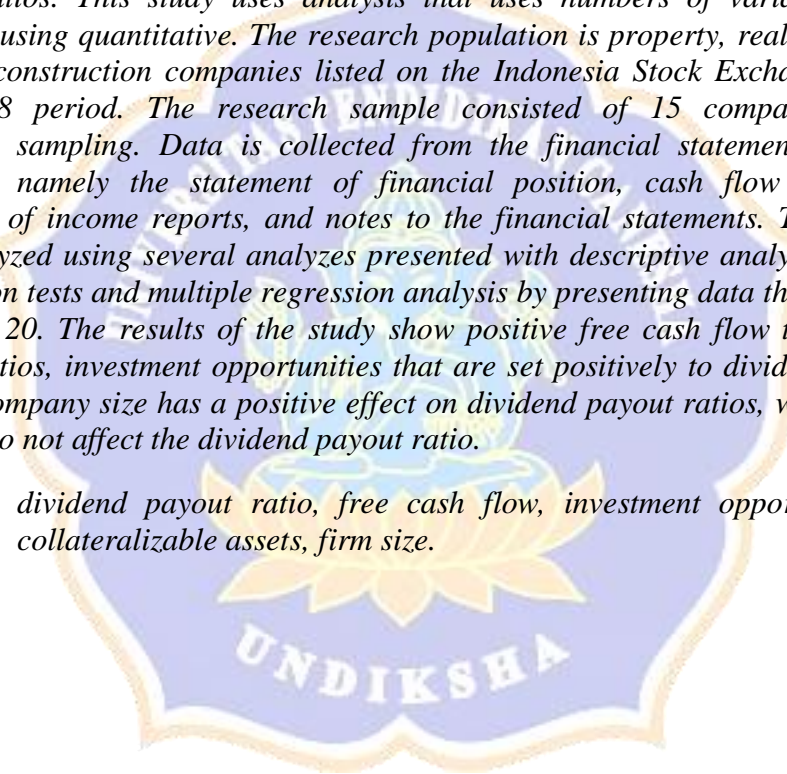 tios. This study uses analysis that uses numbers of varia
using quantitative. The research population is property, real
construction companies listed on the Indonesia Stock Excha
8 period. The research sample consisted of 15 compa
sampling. Data is collected from the financial statemen
namely the statement of financial position, cash flow
of income reports, and notes to the financial statements. T
yzed using several analyzes presented with descriptive analy
on tests and multiple regression analysis by presenting data th
20. The results of the study show positive free cash flow t
tios, investment opportunities that are set positively to divid
ompany size has a positive effect on dividend payout ratios, w
o not affect the dividend payout ratio.
dividend payout ratio, free cash flow, investment oppor
collateralizable assets, firm size.
UNDIKSHA